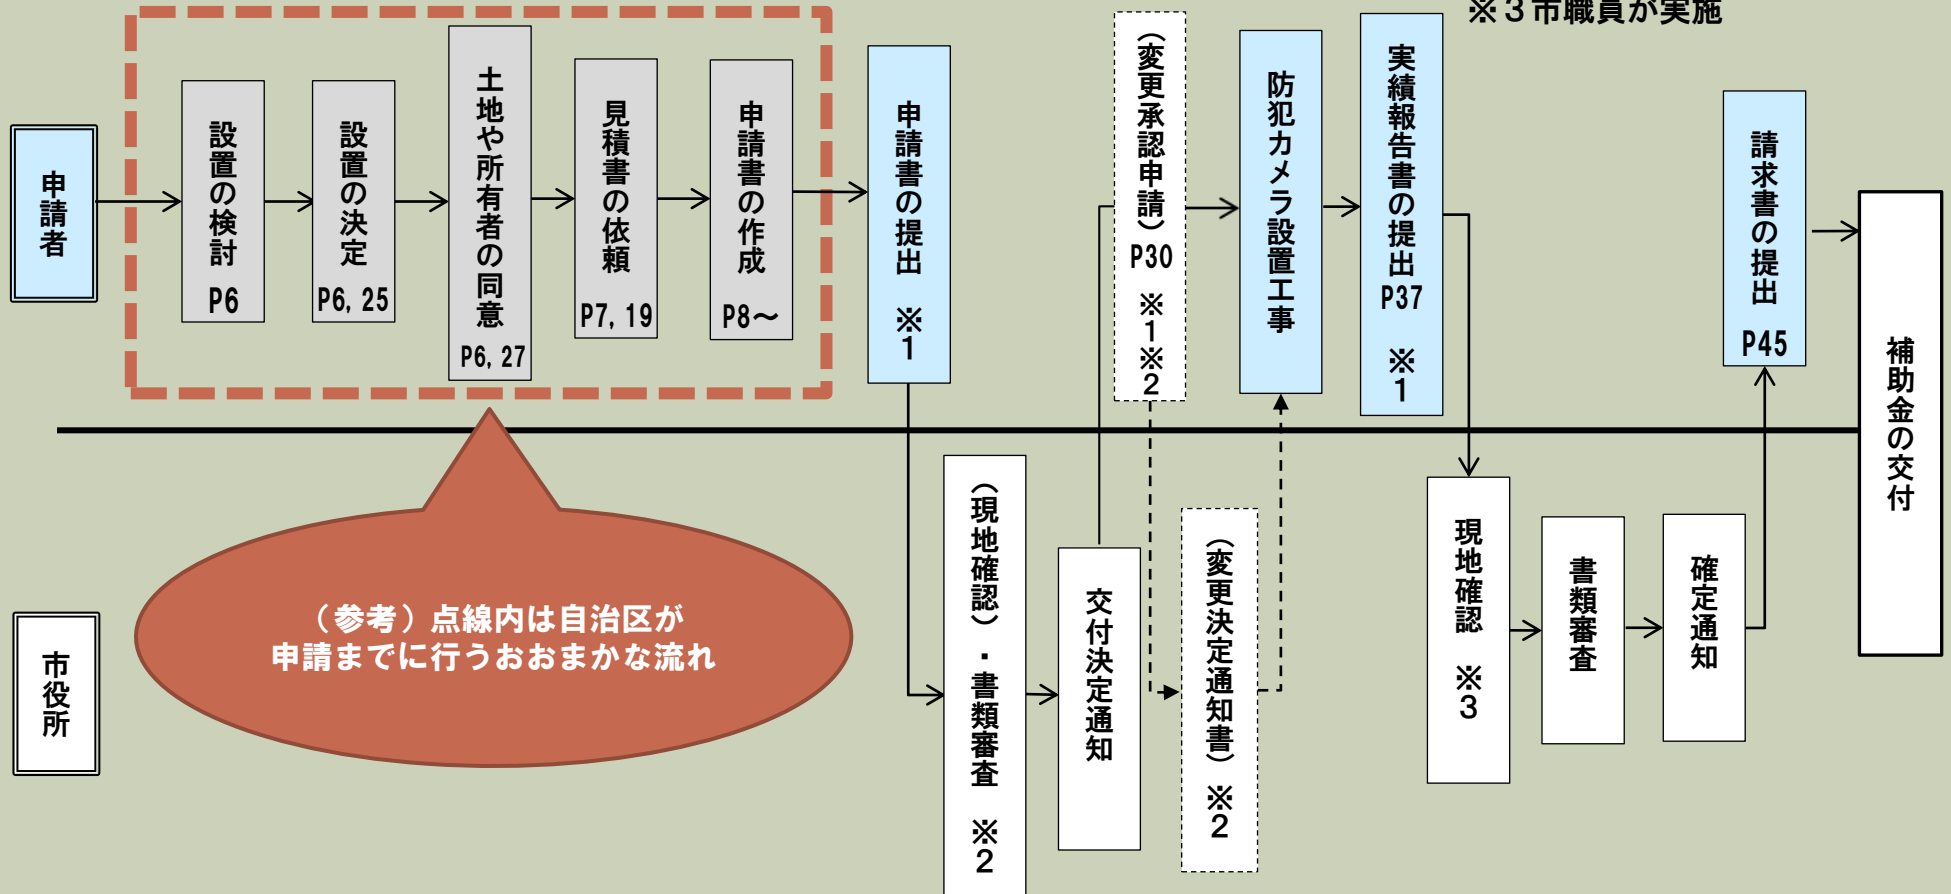 ※３市職員が実施
申請者
設置の検討
P6
設置の決定
P6, 25
土地や所有者の同意
P6, 27
見積書の依頼
P7, 19
申請書の作成
P8～
申請書の提出　※１
（変更承認申請）P30　※１※２
防犯カメラ設置工事
実績報告書の提出
P37
※１
請求書の提出
P45
補助金の交付
市役所
（参考）点線内は自治区が
申請までに行うおおまかな流れ
（現地確認）・書類審査　※２
交付決定通知
（変更決定通知書）※２
現地確認　※３
書類審査
確定通知